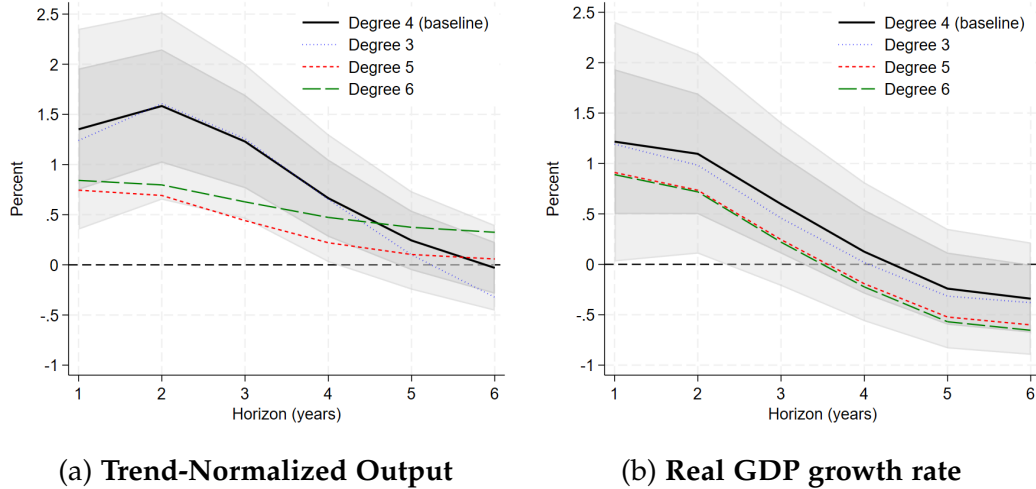 2.5
2
1.5
1
.5
0
-.5
-1
Percent
1 2 3 4 5 6
Horizon (years)
Degree 4 (baseline)
Degree 3
Degree 5
Degree 6
(a) Trend-Normalized Output
2.5
2
1.5
1
.5
0
-.5
-1
Percent
1 2 3 4 5 6
Horizon (years)
Degree 4 (baseline)
Degree 3
Degree 5
Degree 6
(b) Real GDP growth rate